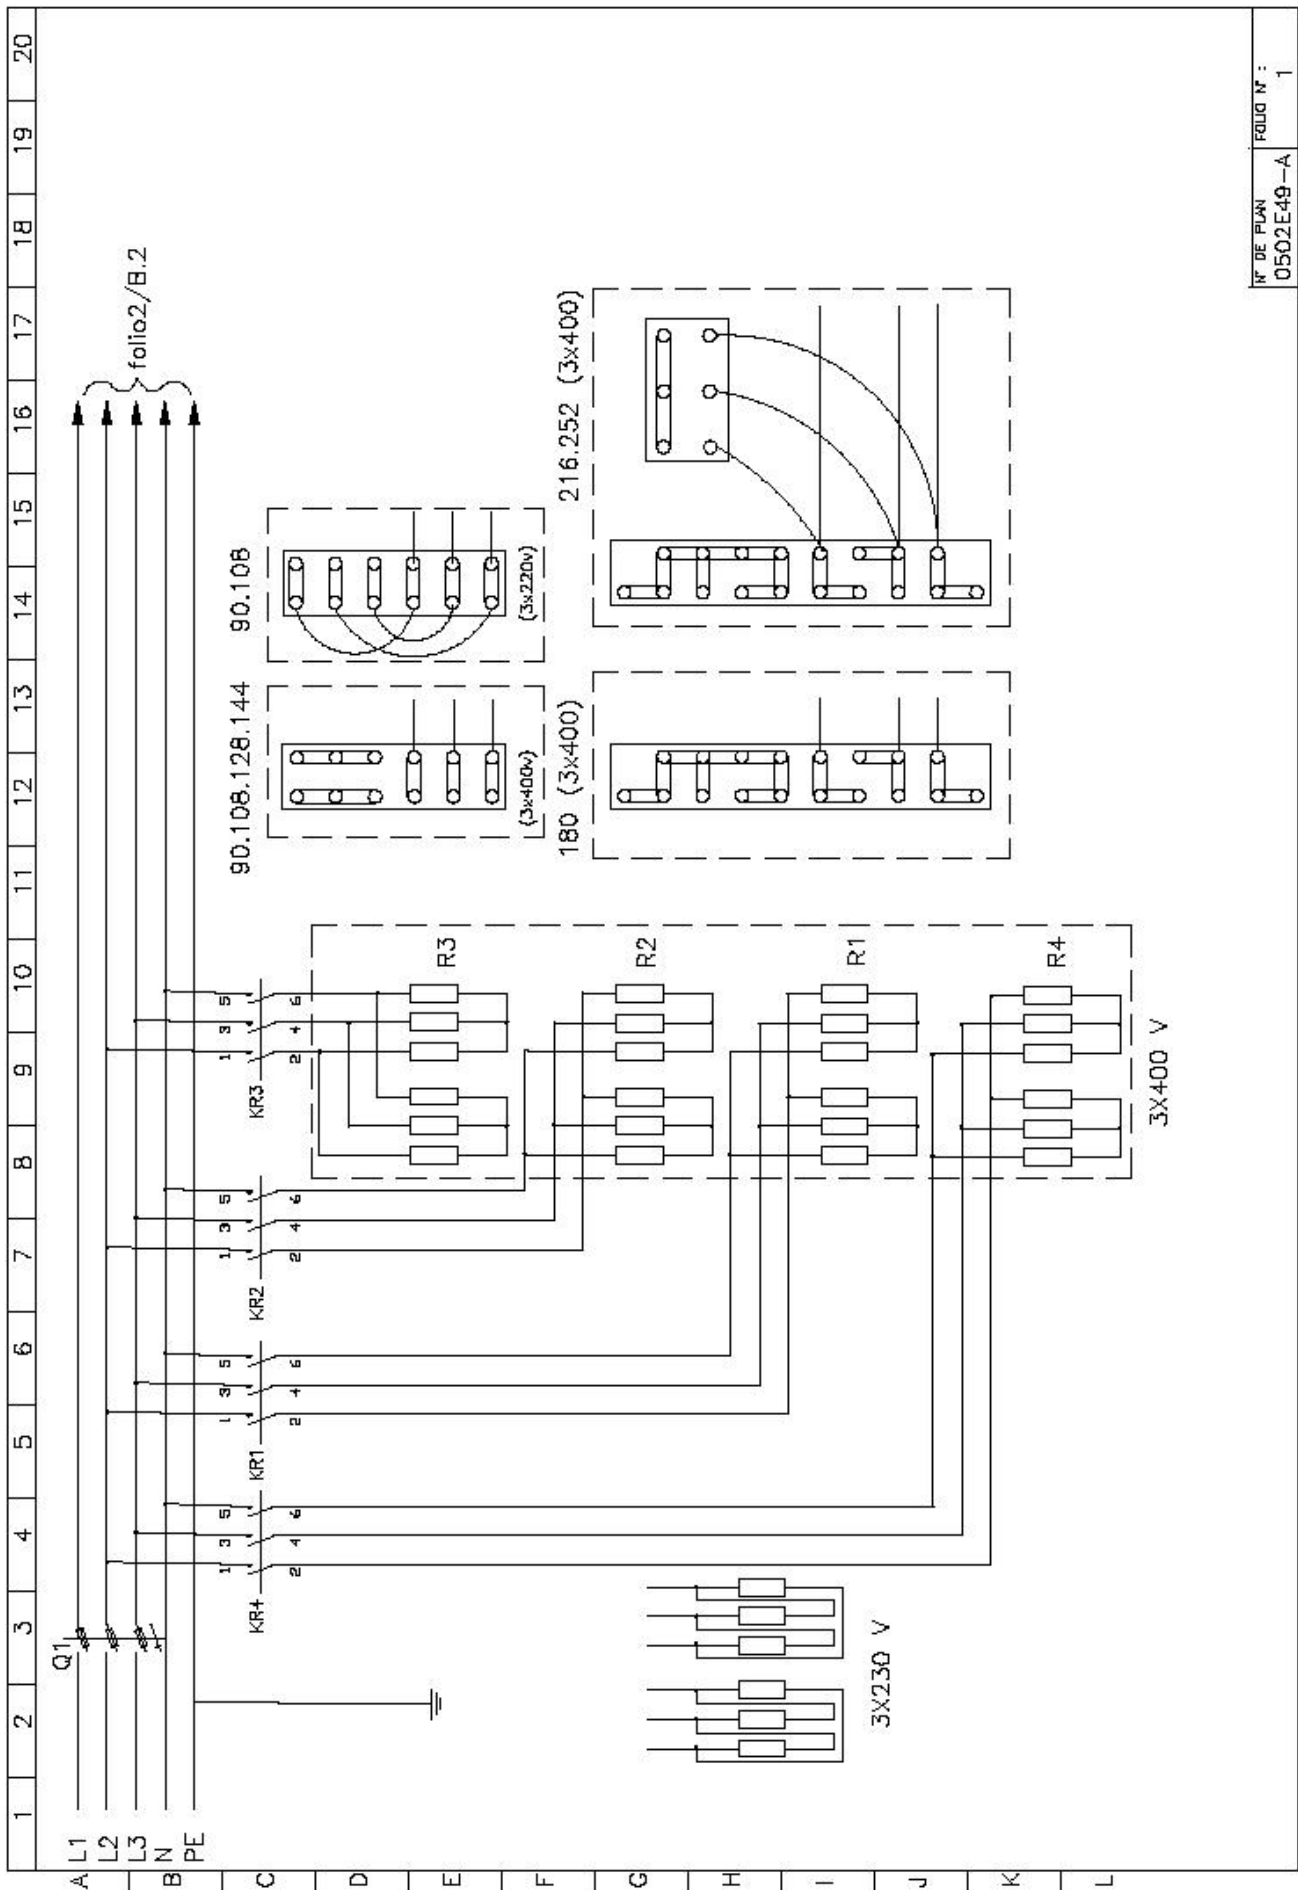 1 2 3 4 5 6 7 8 9 10 11 12 13 14 15 16 17 18 19 20
A
B
C
D
E
F
G
H
I
J
K
L
L1
L2
L3
N
PE
Q1
folio2/B.2
KR4
1 3 5
2 4 6
KR1
1 3 5
2 4 6
KR2
1 3 5
2 4 6
KR3
1 3 5
2 4 6
R3
R2
R1
R4
3X400 V
3X230 V
90.108.128.144
(3x400v)
90.108
(3x220v)
180 (3x400)
216.252 (3x400)
N° DE PLAN
0502E49-A
FOLIO N° :
1